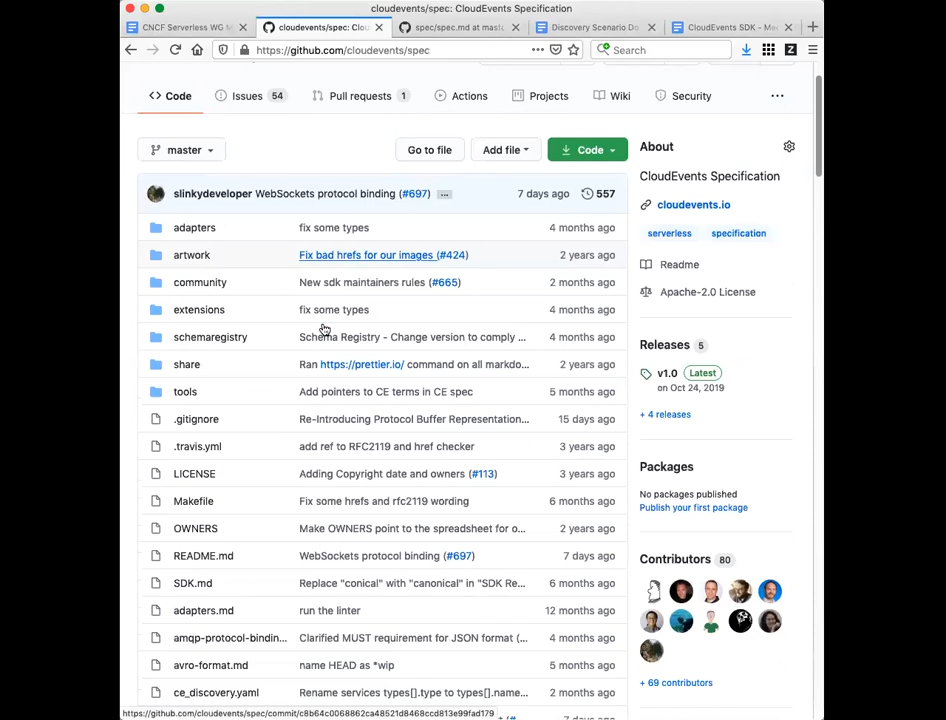 cloudevents/spec: CloudEvents Specification
CNCF Serverless WG M
cloudevents/spec: Clou
spec/spec.md at master
Discovery Scenario Do
CloudEvents SDK - Mee
https://github.com/cloudevents/spec
Search
Code
Issues 54
Pull requests 1
Actions
Projects
Wiki
Security
master
Go to file
Add file
Code
slinkydeveloper WebSockets protocol binding (#697) 7 days ago 557
adapters fix some types 4 months ago
artwork Fix bad hrefs for our images (#424) 2 years ago
community New sdk maintainers rules (#665) 2 months ago
extensions fix some types 4 months ago
schemaregistry Schema Registry - Change version to comply ... 4 months ago
share Ran https://prettier.io/ command on all markdo... 2 years ago
tools Add pointers to CE terms in CE spec 5 months ago
.gitignore Re-Introducing Protocol Buffer Representation... 15 days ago
.travis.yml add ref to RFC2119 and href checker 3 years ago
LICENSE Adding Copyright date and owners (#113) 3 years ago
Makefile Fix some hrefs and rfc2119 wording 6 months ago
OWNERS Make OWNERS point to the spreadsheet for o... 2 years ago
README.md WebSockets protocol binding (#697) 7 days ago
SDK.md Replace "conical" with "canonical" in "SDK Re... 6 months ago
adapters.md run the linter 12 months ago
amqp-protocol-bindin... Clarified MUST requirement for JSON format (... 4 months ago
avro-format.md name HEAD as *wip 5 months ago
ce_discovery.yaml Rename services types[].type to types[].name... 2 months ago
https://github.com/cloudevents/spec/commit/c8b64c0068862ca48521d8468ccd813e99fad179
7 days ago
About
CloudEvents Specification
cloudevents.io
serverless
specification
Readme
Apache-2.0 License
Releases 5
v1.0 Latest
on Oct 24, 2019
+ 4 releases
Packages
No packages published
Publish your first package
Contributors 80
+ 69 contributors